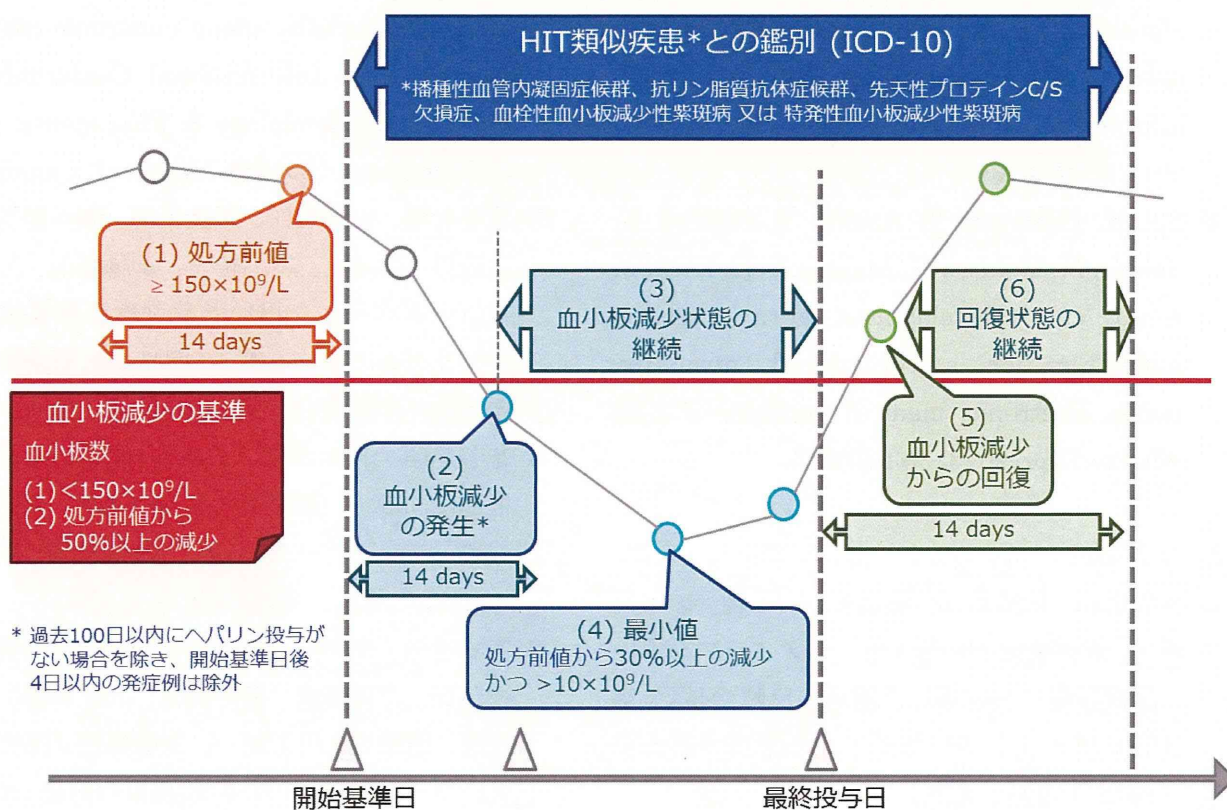 HIT類似疾患*との鑑別 (ICD-10)
*播種性血管内凝固症候群、抗リン脂質抗体症候群、先天性プロテインC/S
欠損症、血栓性血小板減少性紫斑病 又は 特発性血小板減少性紫斑病
(1) 処方前値
≥ 150×10⁹/L
14 days
(3)
血小板減少状態の
継続
(6)
回復状態の
継続
血小板減少の基準
血小板数
(1) <150×10⁹/L
(2) 処方前値から
50%以上の減少
(2)
血小板減少
の発生*
14 days
(5)
血小板減少
からの回復
14 days
(4) 最小値
処方前値から30%以上の減少
かつ >10×10⁹/L
* 過去100日以内にヘパリン投与が
ない場合を除き、開始基準日後
4日以内の発症例は除外
開始基準日
最終投与日